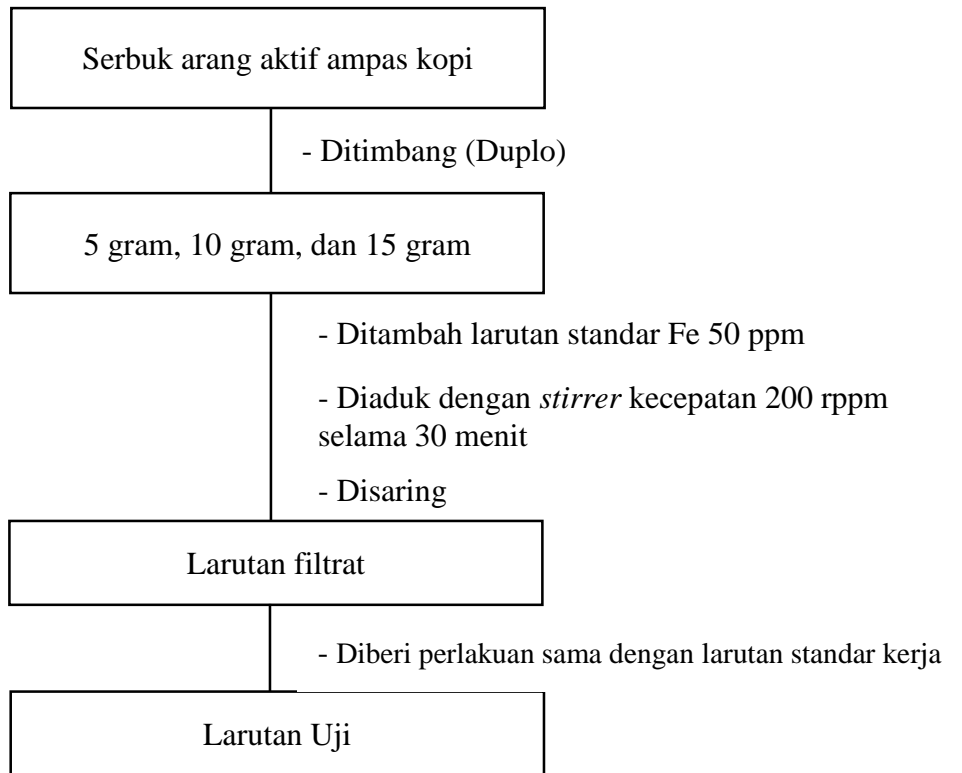 Serbuk arang aktif ampas kopi
- Ditimbang (Duplo)
5 gram, 10 gram, dan 15 gram
- Ditambah larutan standar Fe 50 ppm
- Diaduk dengan stirrer kecepatan 200 rppm
selama 30 menit
- Disaring
Larutan filtrat
- Diberi perlakuan sama dengan larutan standar kerja
Larutan Uji